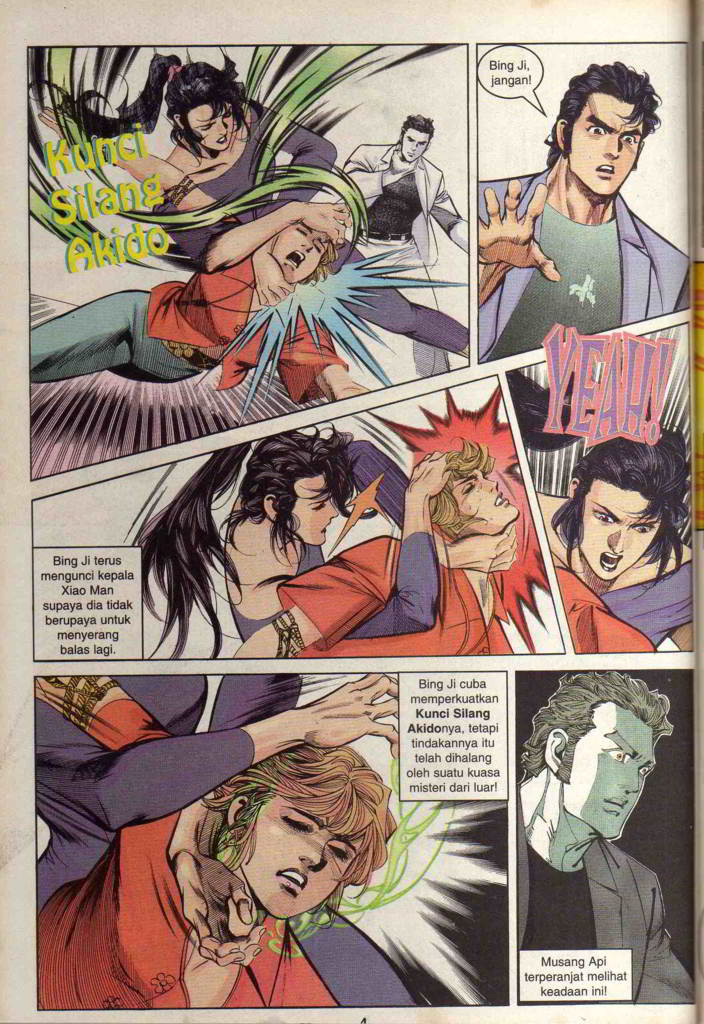 Kunci
Silang
Akido
Bing Ji,
jangan!
YEAH!
Bing Ji terus
mengunci kepala
Xiao Man
supaya dia tidak
berupaya untuk
menyerang
balas lagi.
Bing Ji cuba
memperkuatkan
Kunci Silang
Akidonya, tetapi
tindakannya itu
telah dihalang
oleh suatu kuasa
misteri dari luar!
Musang Api
terperanjat melihat
keadaan ini!
4